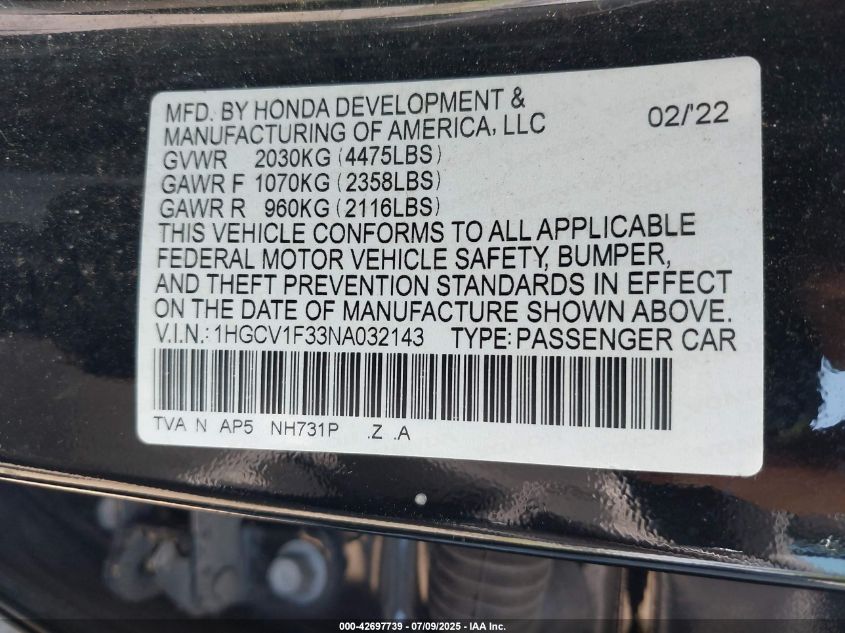 MFD. BY HONDA DEVELOPMENT &
MANUFACTURING OF AMERICA, LLC 02/'22
GVWR 2030KG (4475LBS)
GAWR F 1070KG (2358LBS)
GAWR R 960KG (2116LBS)
THIS VEHICLE CONFORMS TO ALL APPLICABLE
FEDERAL MOTOR VEHICLE SAFETY, BUMPER,
AND THEFT PREVENTION STANDARDS IN EFFECT
ON THE DATE OF MANUFACTURE SHOWN ABOVE.
V.I.N.: 1HGCV1F33NA032143 TYPE: PASSENGER CAR
TVA N AP5 NH731P .Z .A
000-42697739 - 07/09/2025 - IAA Inc.